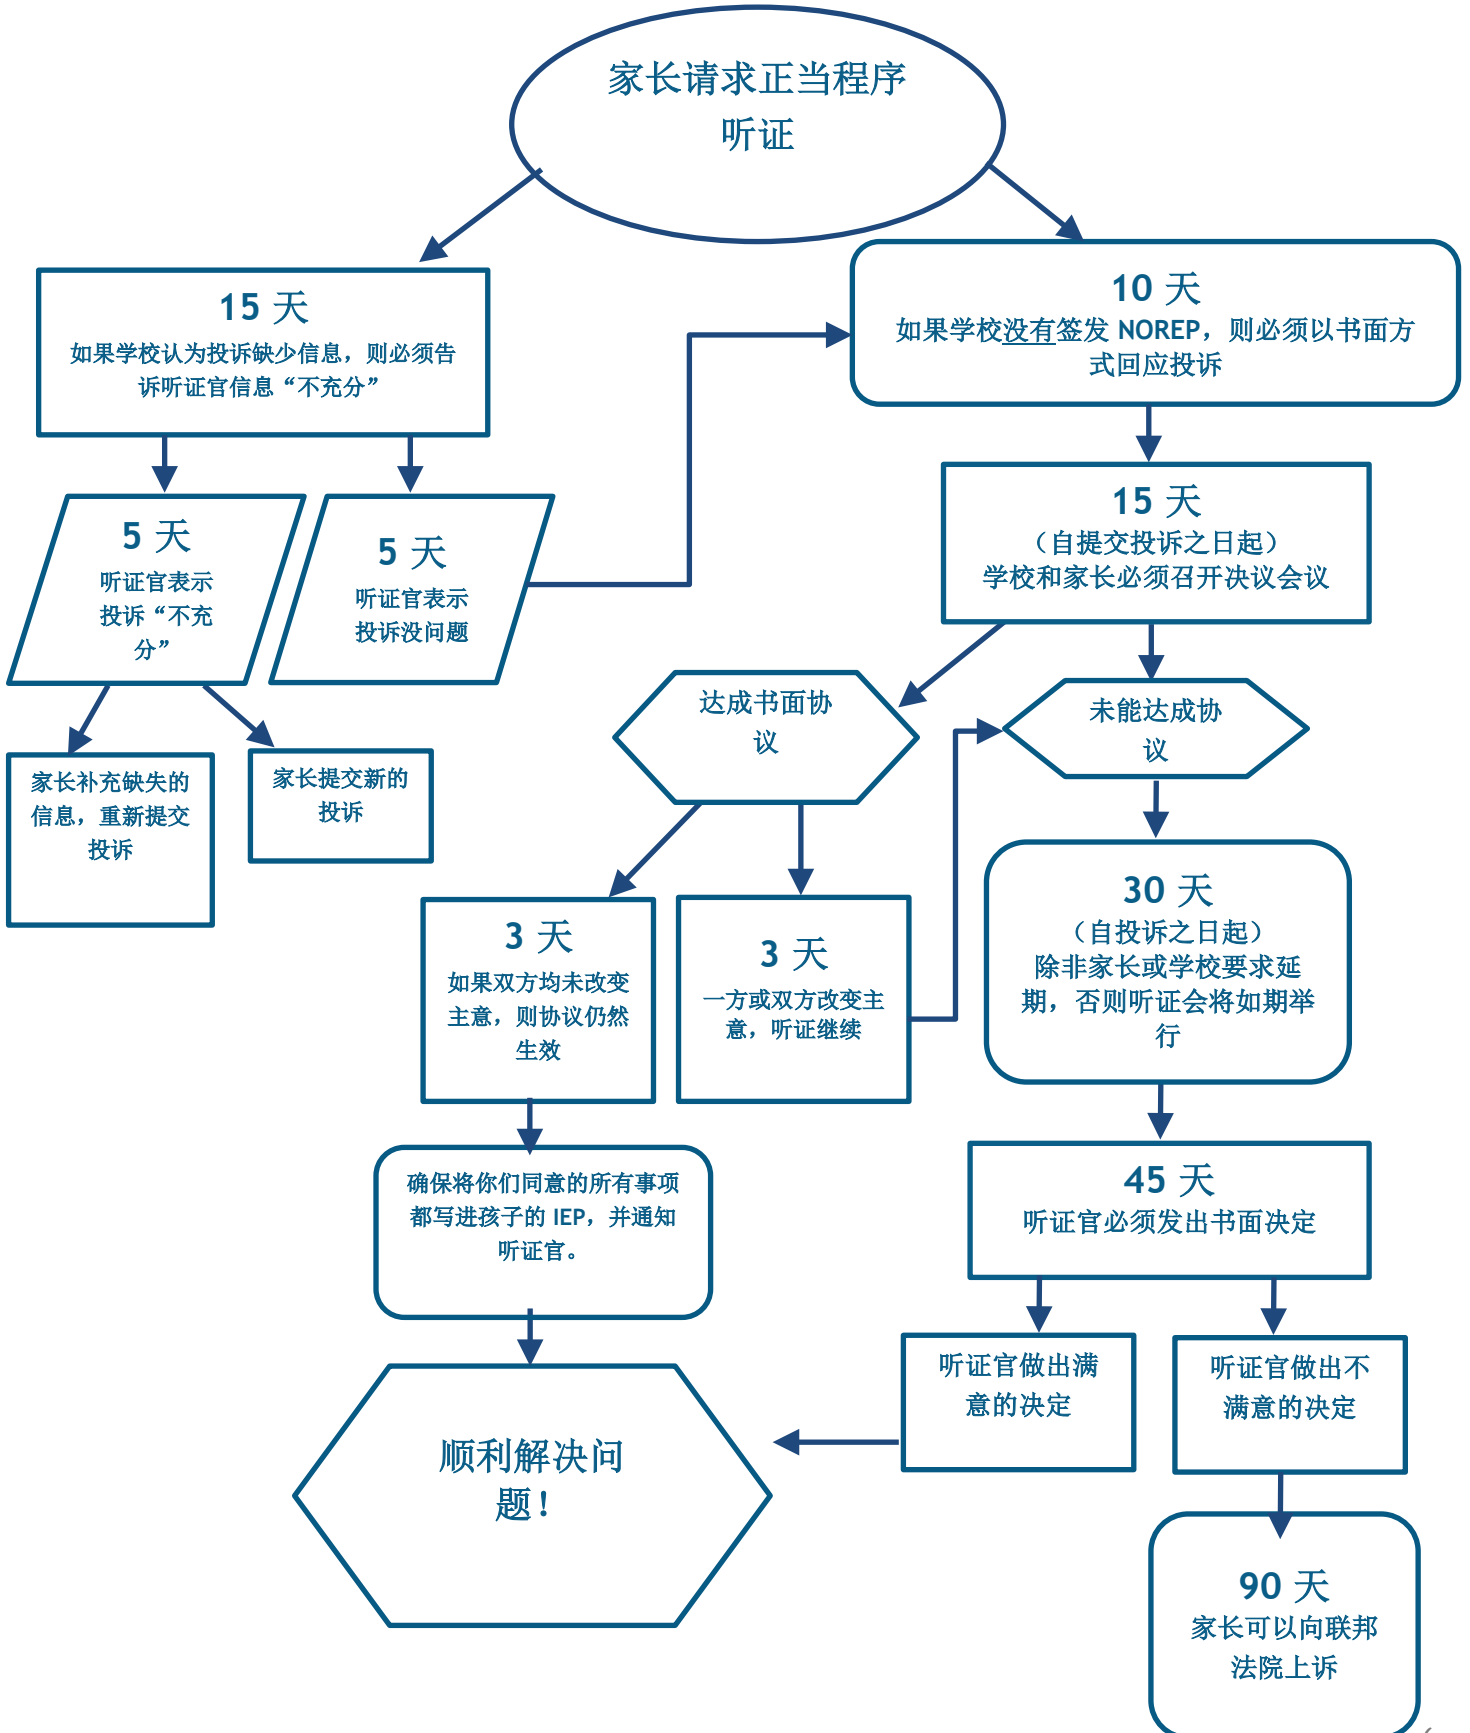 家长请求正当程序
听证
15 天
如果学校认为投诉缺少信息，则必须告
诉听证官信息“不充分”
10 天
如果学校没有签发 NOREP，则必须以书面方
式回应投诉
5 天
听证官表示
投诉“不充
分”
5 天
听证官表示
投诉没问题
15 天
（自提交投诉之日起）
学校和家长必须召开决议会议
家长补充缺失的
信息，重新提交
投诉
家长提交新的
投诉
达成书面协
议
未能达成协
议
3 天
如果双方均未改变
主意，则协议仍然
生效
3 天
一方或双方改变主
意，听证继续
30 天
（自投诉之日起）
除非家长或学校要求延
期，否则听证会将如期举
行
确保将你们同意的所有事项
都写进孩子的 IEP，并通知
听证官。
45 天
听证官必须发出书面决定
听证官做出满
意的决定
听证官做出不
满意的决定
顺利解决问
题！
90 天
家长可以向联邦
法院上诉